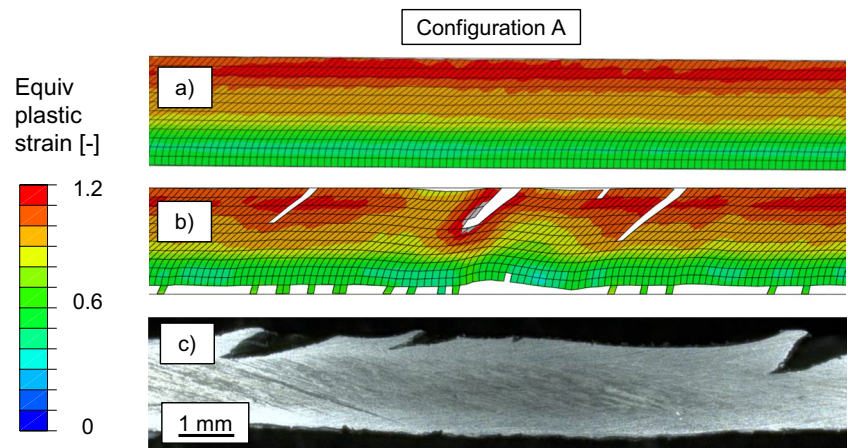 Configuration A
Equiv
plastic
strain [-]
a)
1.2
b)
0.6
c)
0
1 mm